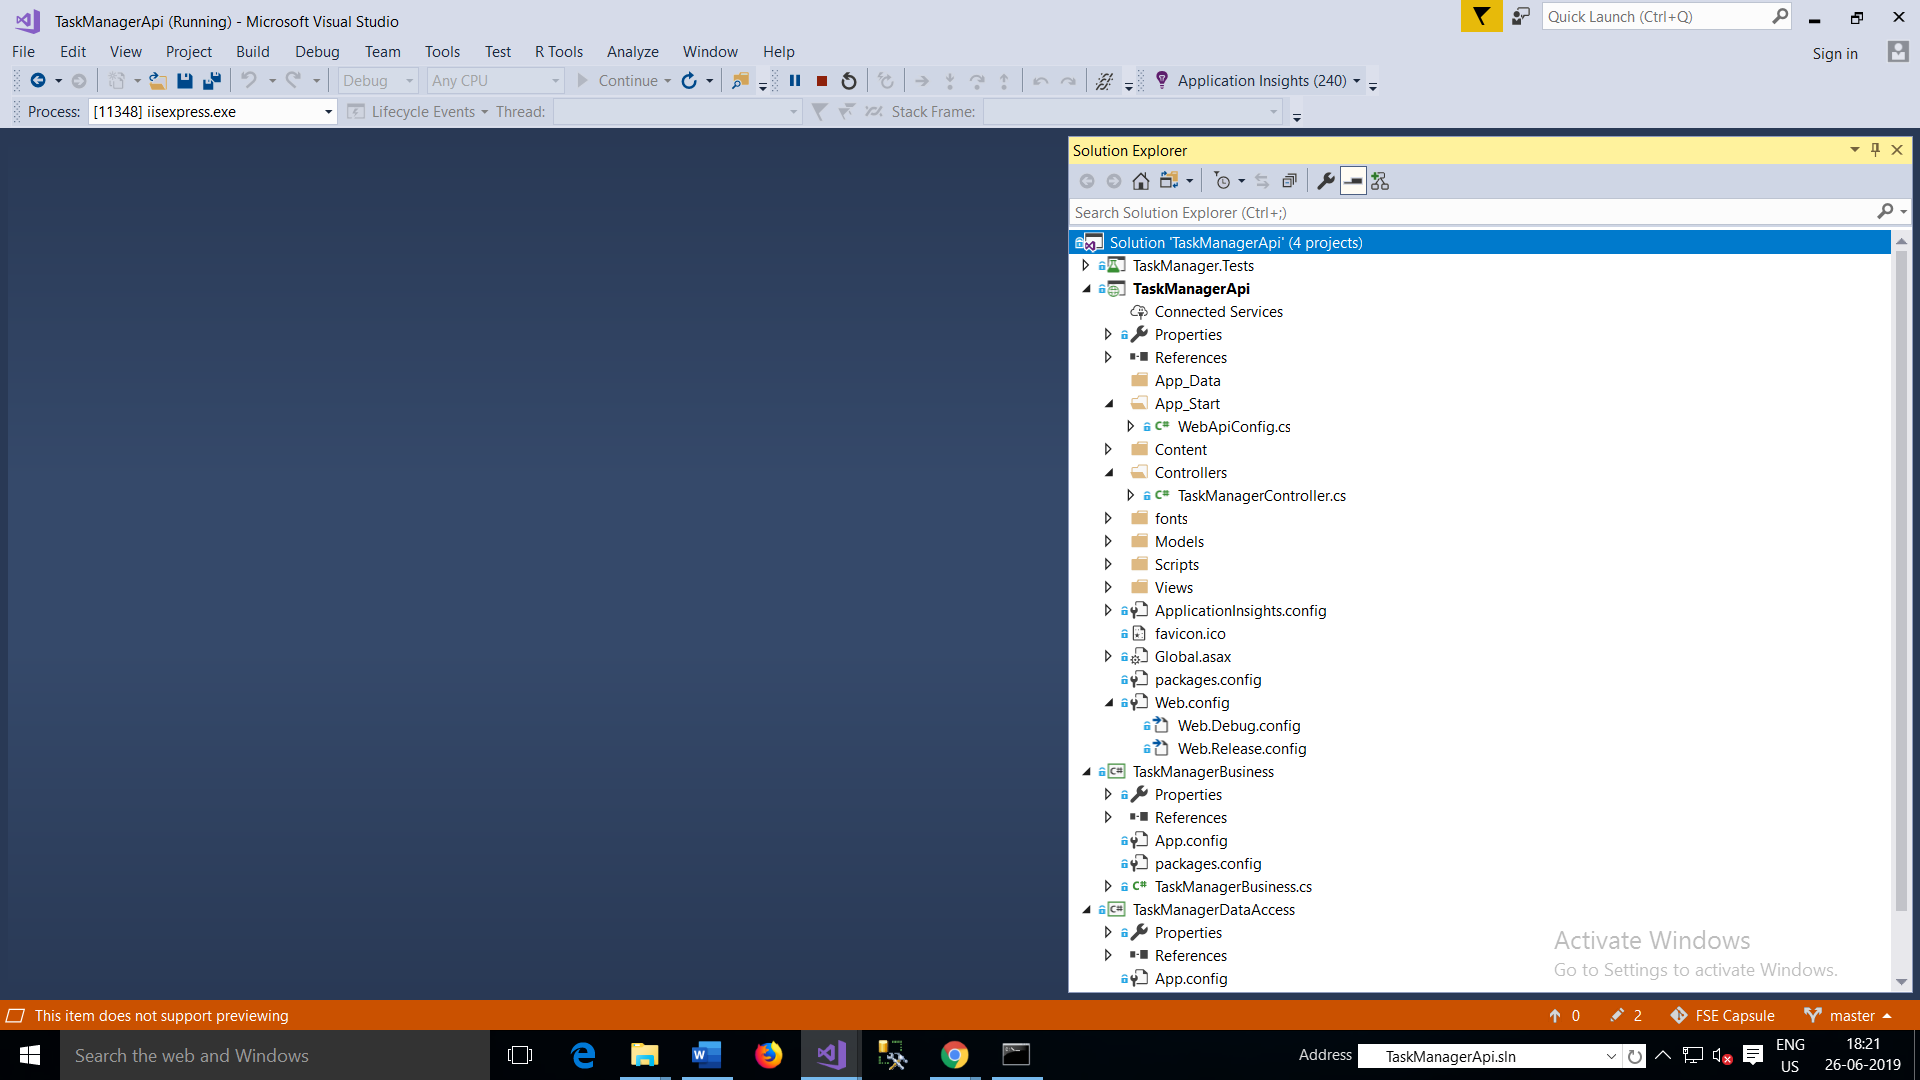 TaskManagerApi (Running) - Microsoft Visual Studio
Quick Launch (Ctrl+Q)
File Edit View Project Build Debug Team Tools Test R Tools Analyze Window Help
Sign in
Debug Any CPU Continue Application Insights (240)
Process: [11348] iisexpress.exe Lifecycle Events Thread: Stack Frame:
Solution Explorer
Search Solution Explorer (Ctrl+;)
Solution 'TaskManagerApi' (4 projects)
TaskManager.Tests
TaskManagerApi
Connected Services
Properties
References
App_Data
App_Start
C# WebApiConfig.cs
Content
Controllers
C# TaskManagerController.cs
fonts
Models
Scripts
Views
ApplicationInsights.config
favicon.ico
Global.asax
packages.config
Web.config
Web.Debug.config
Web.Release.config
C# TaskManagerBusiness
Properties
References
App.config
packages.config
C# TaskManagerBusiness.cs
C# TaskManagerDataAccess
Properties
References
App.config
Activate Windows
Go to Settings to activate Windows.
This item does not support previewing
0 2 FSE Capsule master
Search the web and Windows
Address TaskManagerApi.sln
ENG
US
18:21
26-06-2019